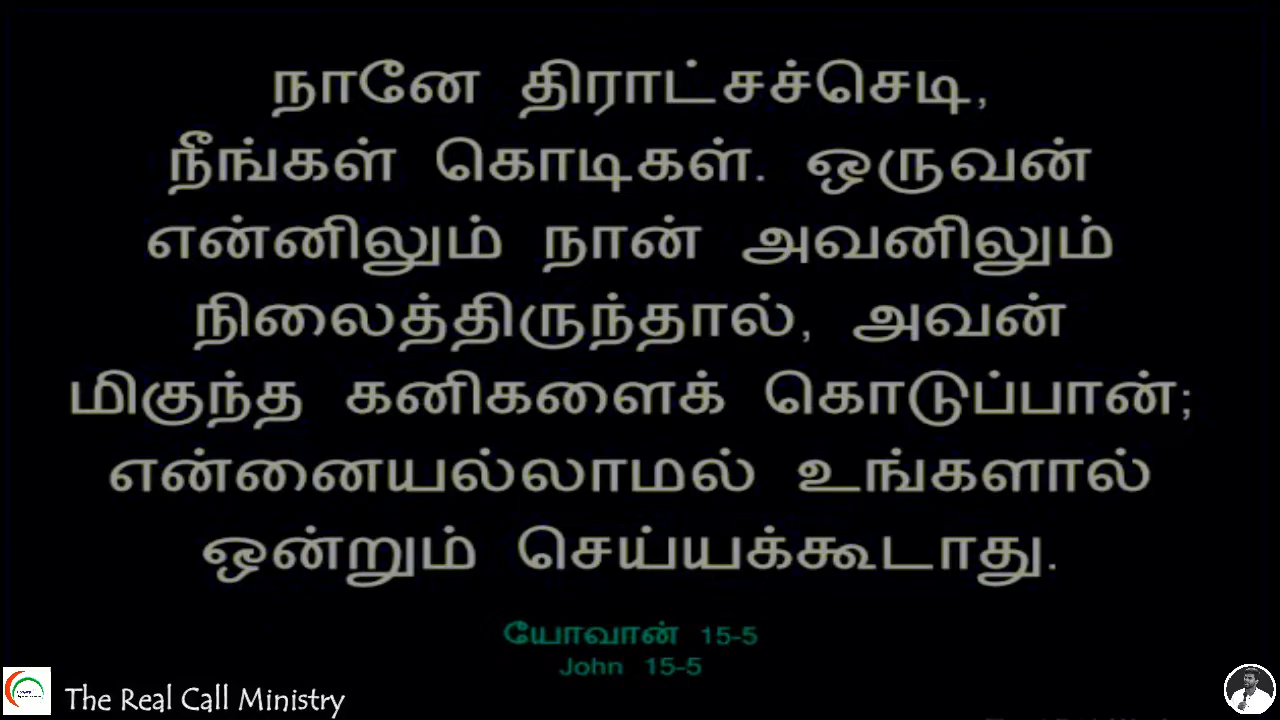 நானே திராட்சச்செடி,
நீங்கள் கொடிகள். ஒருவன்
என்னிலும் நான் அவனிலும்
நிலைத்திருந்தால், அவன்
மிகுந்த கனிகளைக் கொடுப்பான்;
என்னையல்லாமல் உங்களால்
ஒன்றும் செய்யக்கூடாது.
யோவான் 15-5
John 15-5
The Real Call Ministry